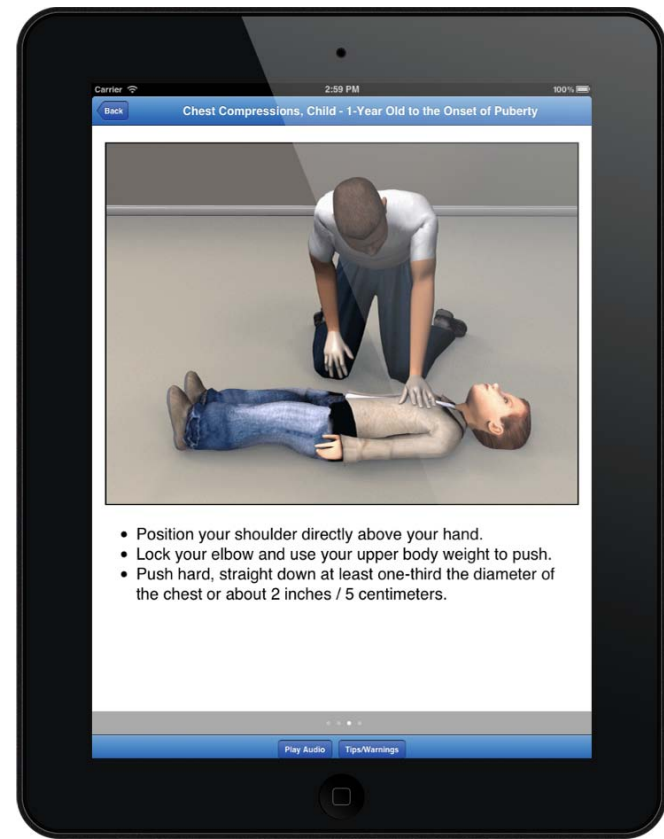 Carrier 2:59 PM 100%
Back Chest Compressions, Child - 1-Year Old to the Onset of Puberty
• Position your shoulder directly above your hand.
• Lock your elbow and use your upper body weight to push.
• Push hard, straight down at least one-third the diameter of
the chest or about 2 inches / 5 centimeters.
Play Audio Tips/Warnings